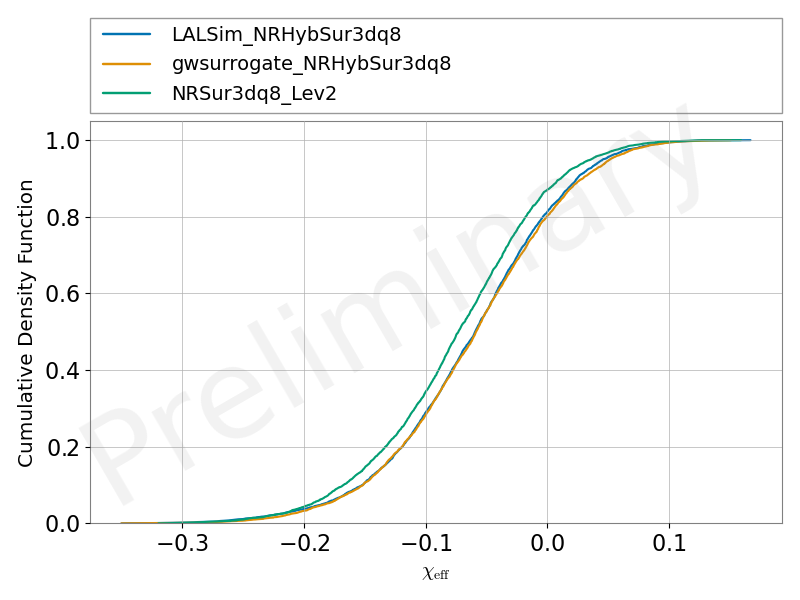 LALSim_NRHybSur3dq8
gwsurrogate_NRHybSur3dq8
NRSur3dq8_Lev2
Preliminary
Cumulative Density Function
1.0
0.8
0.6
0.4
0.2
0.0
−0.3 −0.2 −0.1 0.0 0.1
χeff